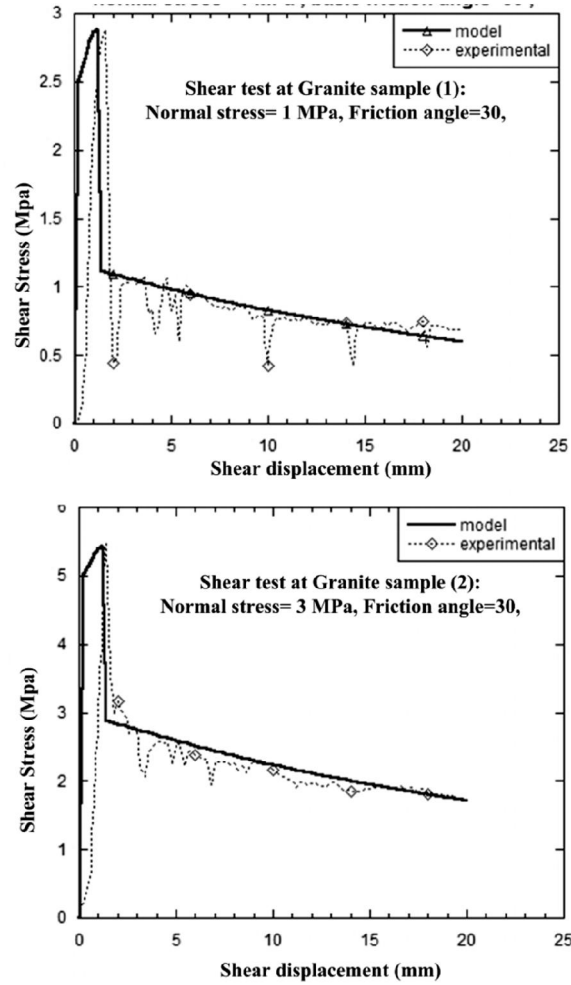 3
model
experimental
Shear test at Granite sample (1):
Normal stress= 1 MPa, Friction angle=30,
2.5
2
1.5
1
0.5
0
Shear Stress (Mpa)
0 5 10 15 20 25
Shear displacement (mm)
6
model
experimental
Shear test at Granite sample (2):
Normal stress= 3 MPa, Friction angle=30,
5
4
3
2
1
0
Shear Stress (Mpa)
0 5 10 15 20 25
Shear displacement (mm)